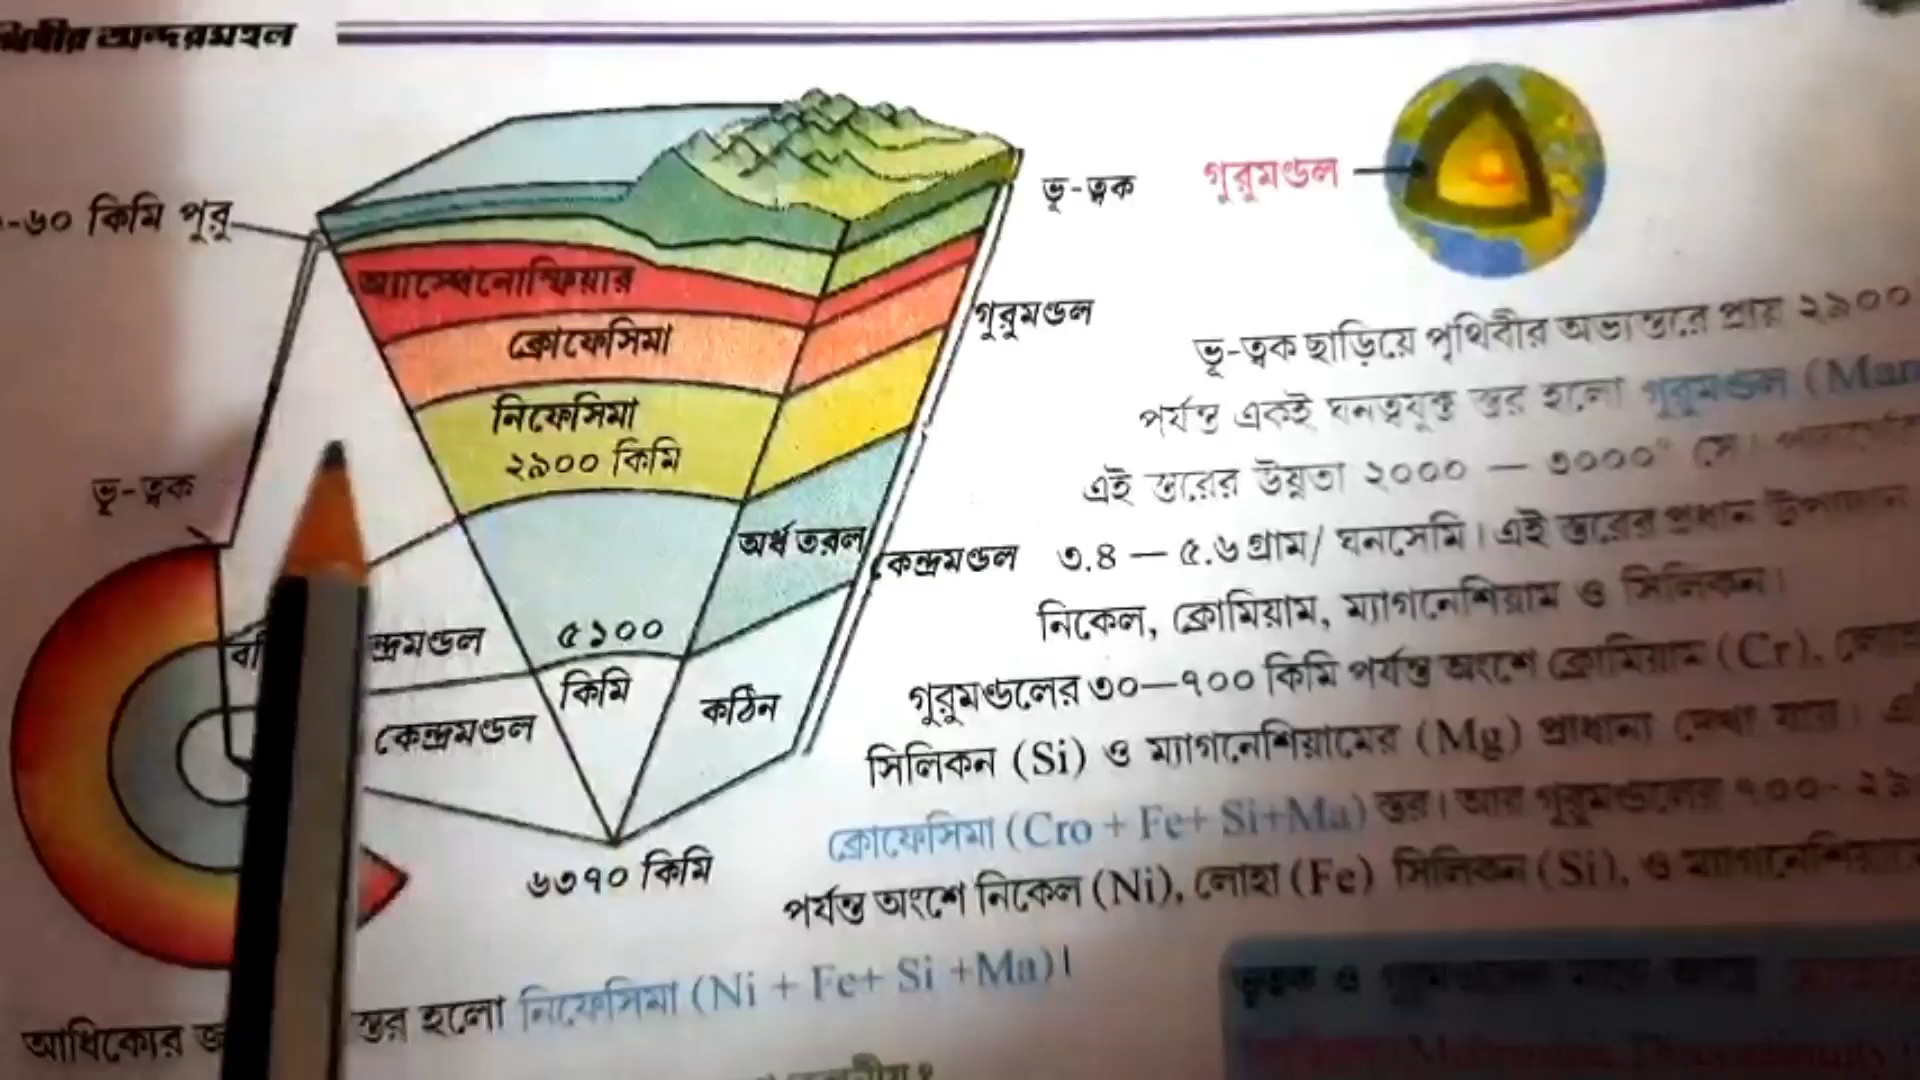 অন্দরমহল
-৬০ কিমি পুরু
ভূ-ত্বক
গুরুমণ্ডল
অ্যাস্থেনোস্ফিয়ার
ক্রোফেসিমা
গুরুমণ্ডল
নিফেসিমা
২৯০০ কিমি
ভূ-ত্বক
অর্ধ তরল
কেন্দ্রমণ্ডল
ন্দ্রমণ্ডল
৫১০০
কিমি
কঠিন
কেন্দ্রমণ্ডল
৬৩৭০ কিমি
ভূ-ত্বক ছাড়িয়ে পৃথিবীর অভ্যন্তরে প্রায় ২৯০০
পর্যন্ত একই ঘনত্বযুক্ত স্তর হলো গুরুমণ্ডল (Man
এই স্তরের উষ্ণতা ২০০০ — ৩০০০° সে।
৩.৪ — ৫.৬ গ্রাম/ ঘনসেমি। এই স্তরের প্রধান উপাদান
নিকেল, ক্রোমিয়াম, ম্যাগনেশিয়াম ও সিলিকন।
গুরুমণ্ডলের ৩০—৭০০ কিমি পর্যন্ত অংশে ক্রোমিয়াম (Cr),
সিলিকন (Si) ও ম্যাগনেশিয়ামের (Mg) প্রাধান্য দেখা যায়।
ক্রোফেসিমা (Cro + Fe+ Si+Ma) স্তর। আর গুরুমণ্ডলের ৭০০-২৯
পর্যন্ত অংশে নিকেল (Ni), লোহা (Fe) সিলিকন (Si), ও ম্যাগনেশিয়া
আধিক্যের জ স্তর হলো নিফেসিমা (Ni + Fe+ Si +Ma)।